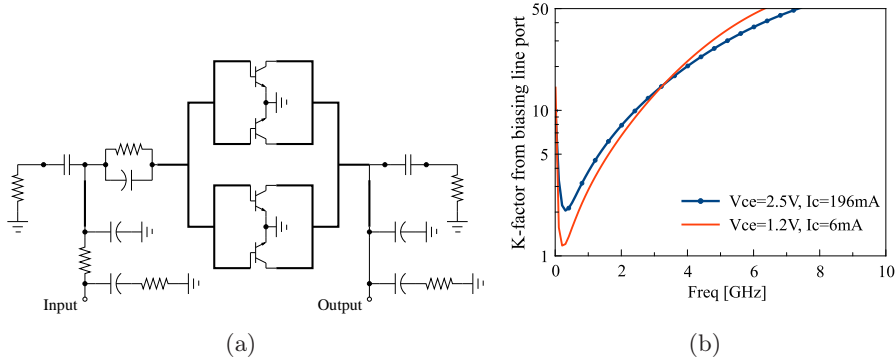 Input
Output
(a)
K-factor from biasing line port
50
10
5
1
Vce=2.5V, Ic=196mA
Vce=1.2V, Ic=6mA
0 2 4 6 8 10
Freq [GHz]
(b)